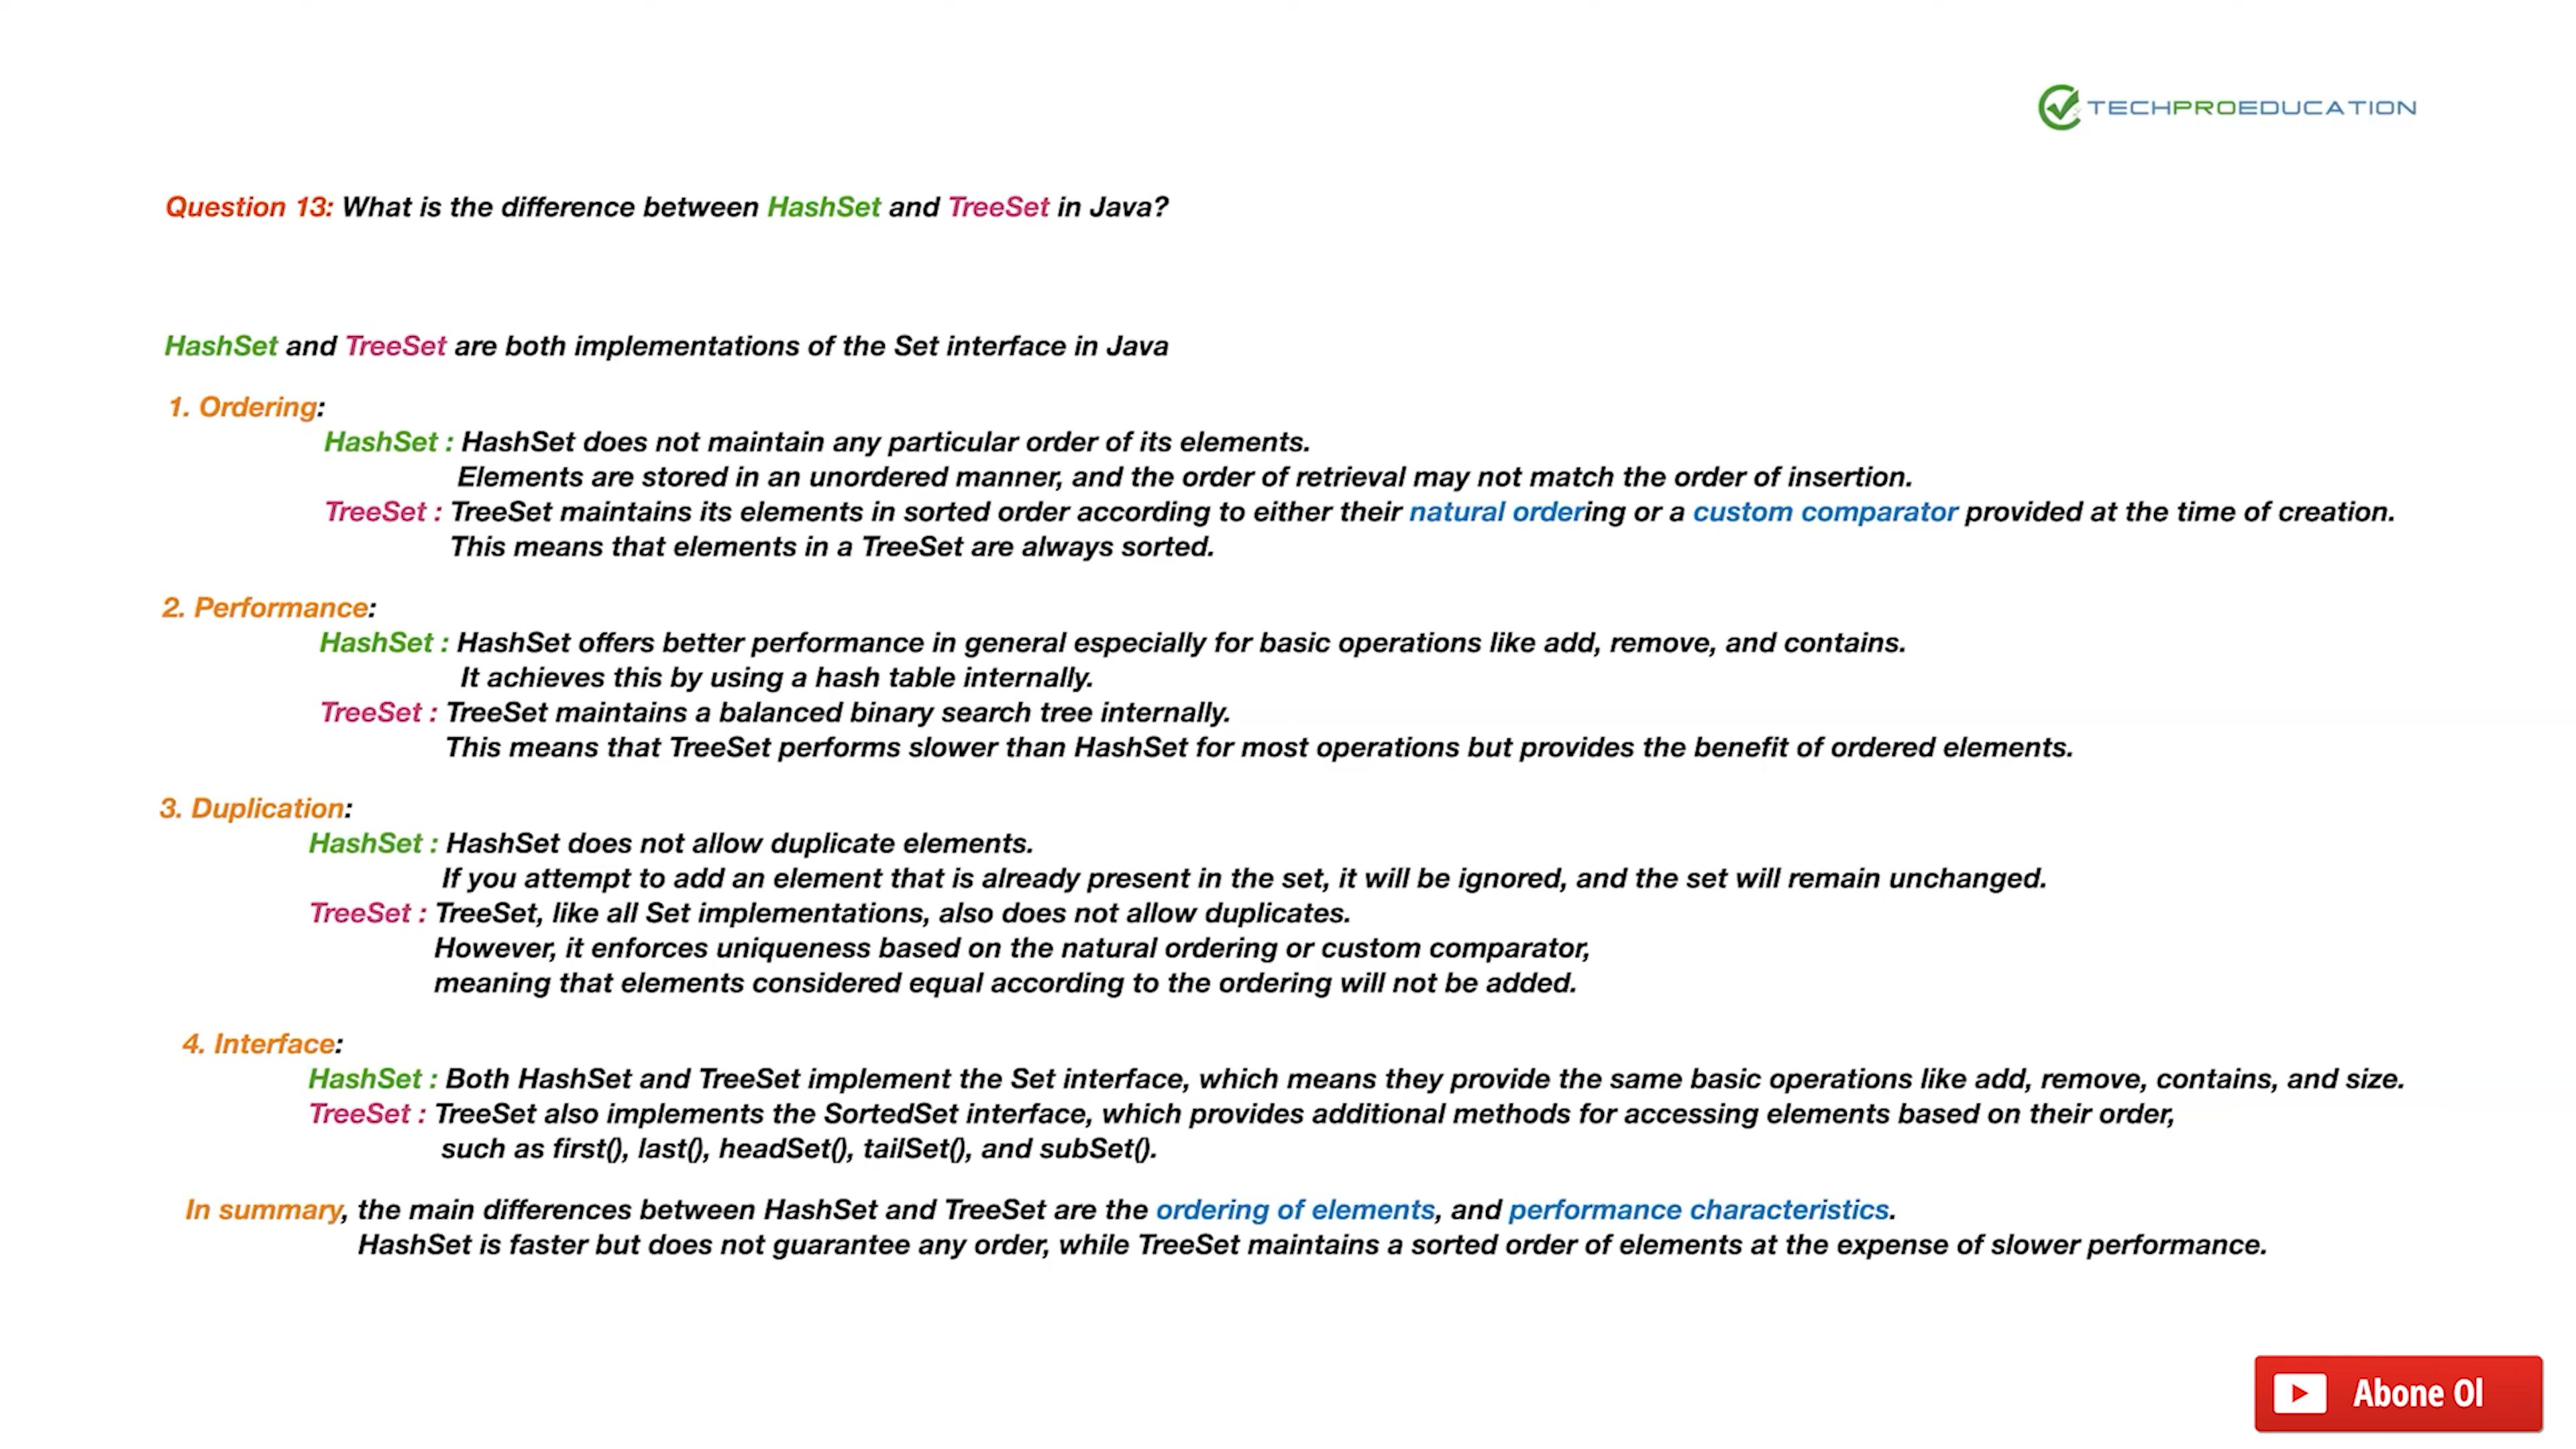 TECHPROEDUCATION
Question 13: What is the difference between HashSet and TreeSet in Java?
HashSet and TreeSet are both implementations of the Set interface in Java
1. Ordering:
HashSet : HashSet does not maintain any particular order of its elements.
Elements are stored in an unordered manner, and the order of retrieval may not match the order of insertion.
TreeSet : TreeSet maintains its elements in sorted order according to either their natural ordering or a custom comparator provided at the time of creation.
This means that elements in a TreeSet are always sorted.
2. Performance:
HashSet : HashSet offers better performance in general especially for basic operations like add, remove, and contains.
It achieves this by using a hash table internally.
TreeSet : TreeSet maintains a balanced binary search tree internally.
This means that TreeSet performs slower than HashSet for most operations but provides the benefit of ordered elements.
3. Duplication:
HashSet : HashSet does not allow duplicate elements.
If you attempt to add an element that is already present in the set, it will be ignored, and the set will remain unchanged.
TreeSet : TreeSet, like all Set implementations, also does not allow duplicates.
However, it enforces uniqueness based on the natural ordering or custom comparator,
meaning that elements considered equal according to the ordering will not be added.
4. Interface:
HashSet : Both HashSet and TreeSet implement the Set interface, which means they provide the same basic operations like add, remove, contains, and size.
TreeSet : TreeSet also implements the SortedSet interface, which provides additional methods for accessing elements based on their order,
such as first(), last(), headSet(), tailSet(), and subSet().
In summary, the main differences between HashSet and TreeSet are the ordering of elements, and performance characteristics.
HashSet is faster but does not guarantee any order, while TreeSet maintains a sorted order of elements at the expense of slower performance.
Abone Ol